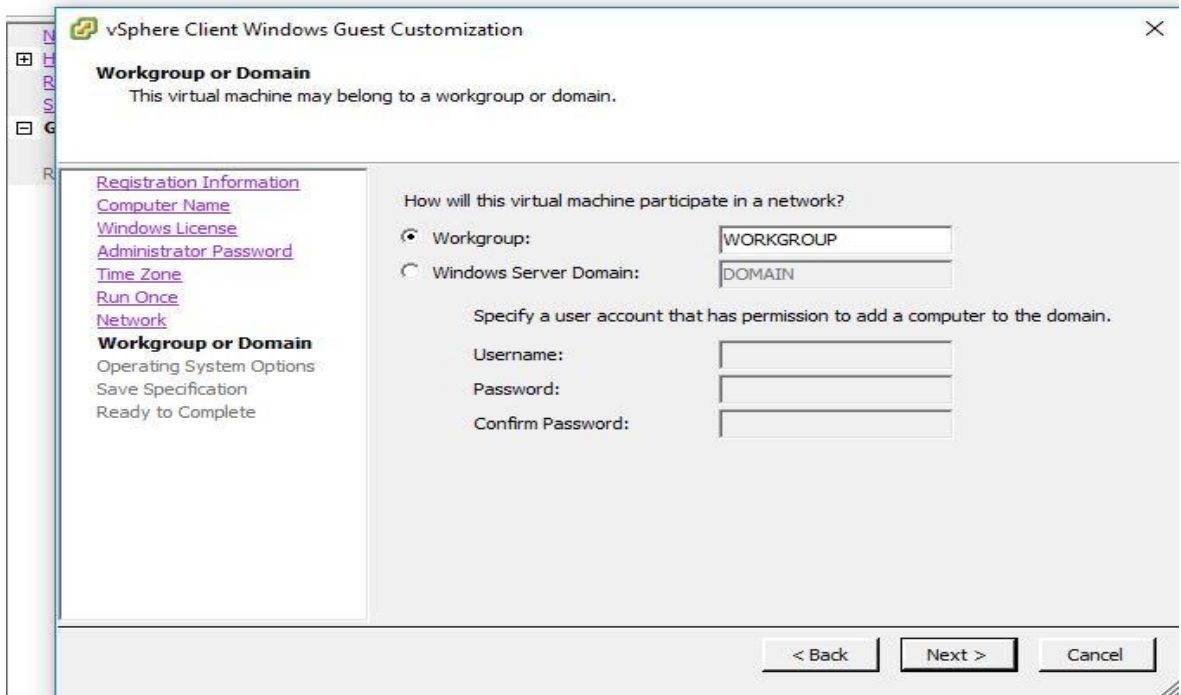 vSphere Client Windows Guest Customization
Workgroup or Domain
This virtual machine may belong to a workgroup or domain.
N
H
R
S
G
R
Registration Information
Computer Name
Windows License
Administrator Password
Time Zone
Run Once
Network
Workgroup or Domain
Operating System Options
Save Specification
Ready to Complete
How will this virtual machine participate in a network?
Workgroup: WORKGROUP
Windows Server Domain: DOMAIN
Specify a user account that has permission to add a computer to the domain.
Username:
Password:
Confirm Password:
< Back Next > Cancel